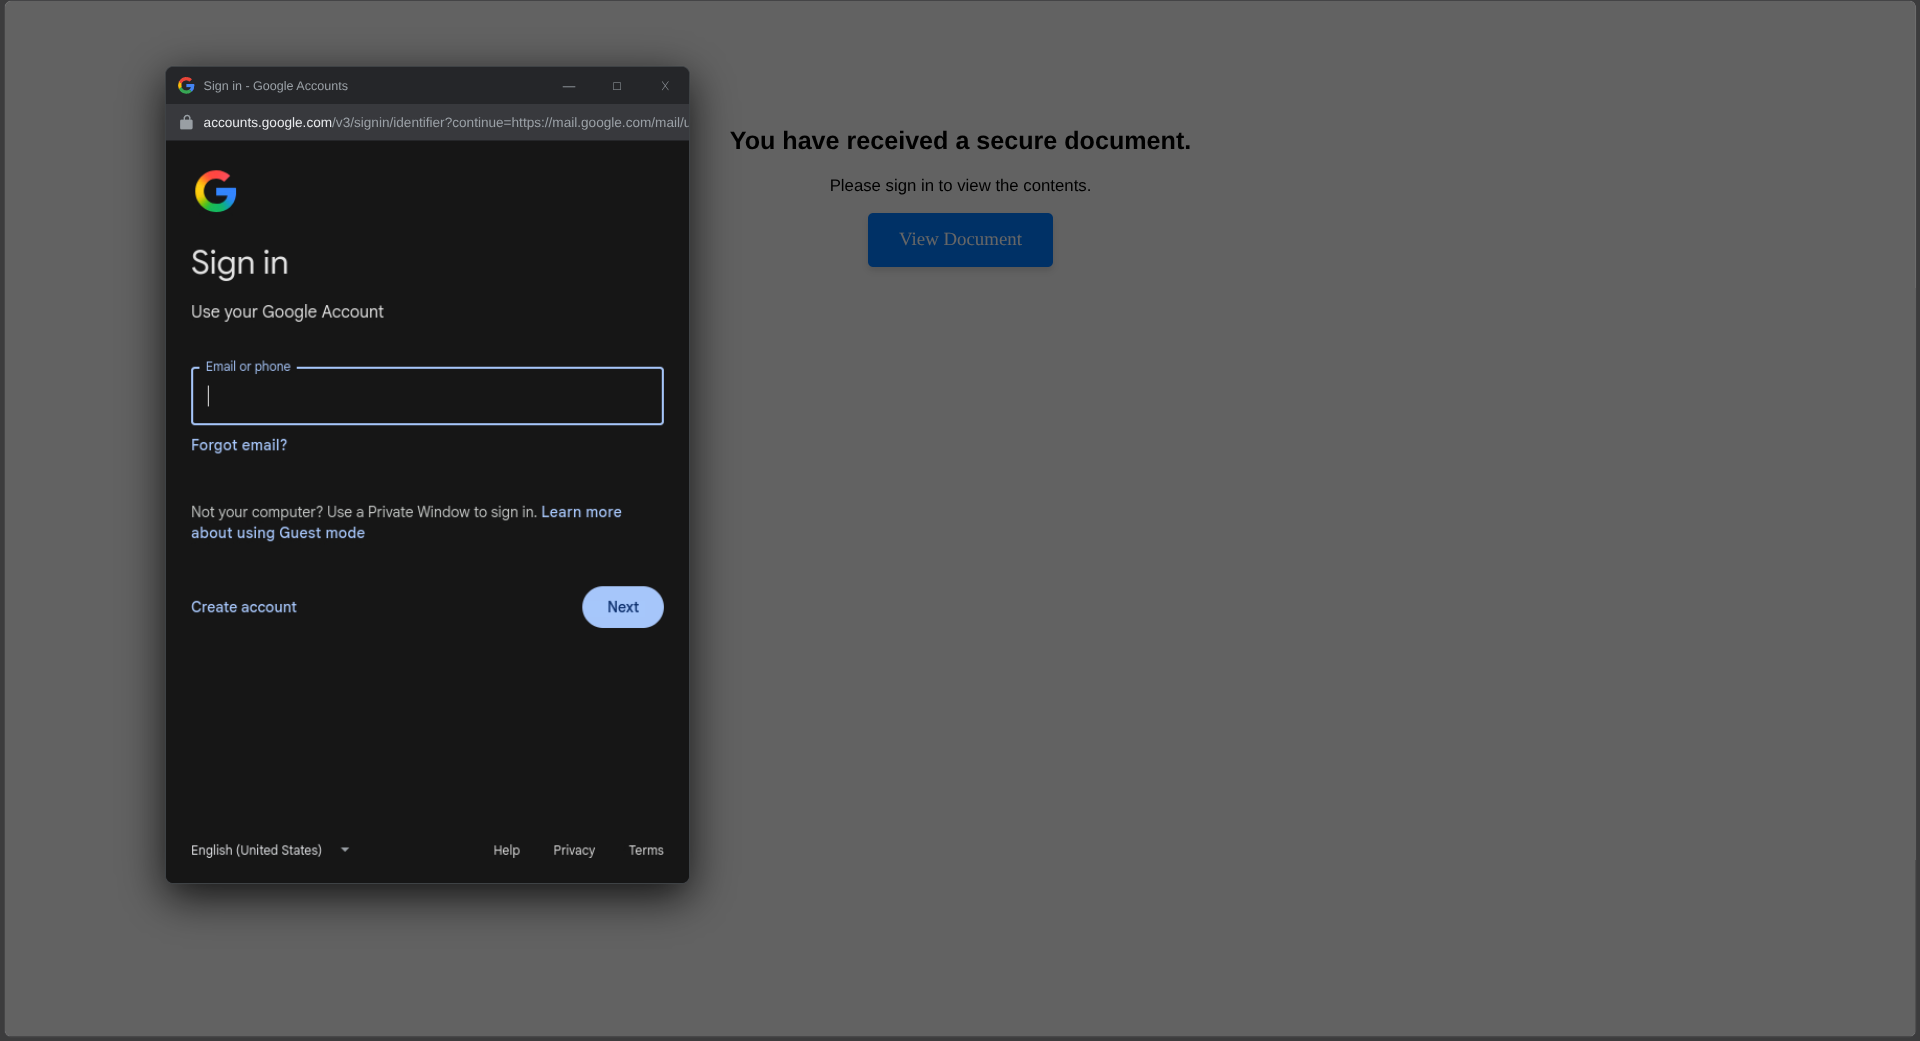 Sign in - Google Accounts
— □ X
accounts.google.com/v3/signin/identifier?continue=https://mail.google.com/mail/u
Sign in
Use your Google Account
Email or phone
Forgot email?
Not your computer? Use a Private Window to sign in. Learn more
about using Guest mode
Create account
Next
English (United States)
Help
Privacy
Terms
You have received a secure document.
Please sign in to view the contents.
View Document